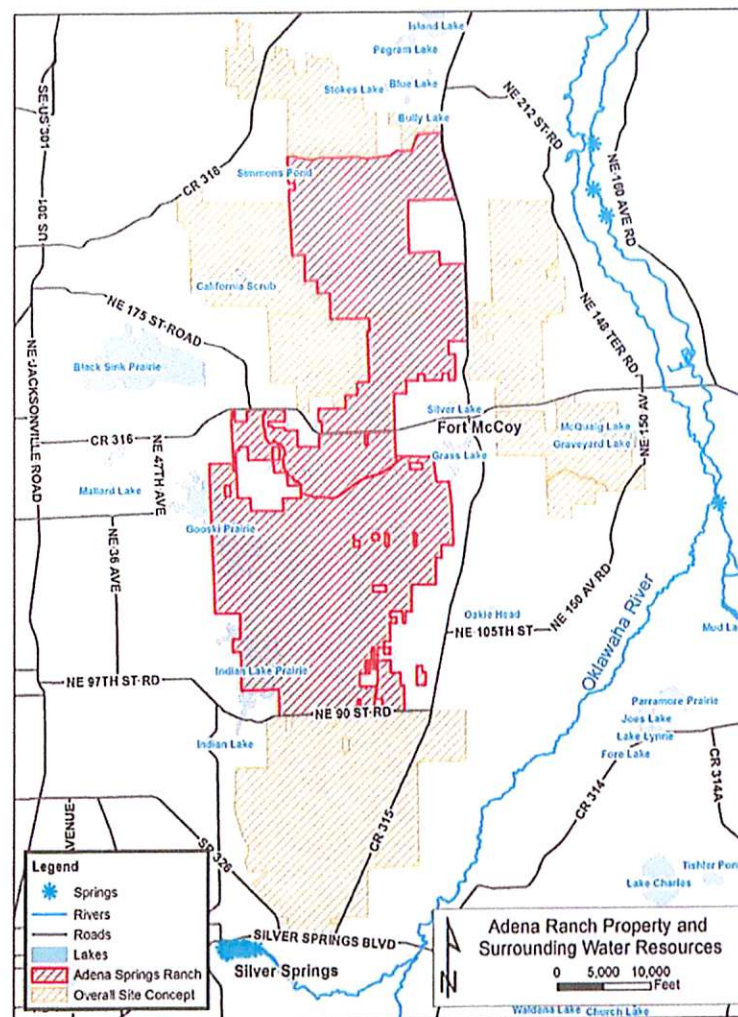 Island Lake
Pegram Lake
Stokes Lake
Blue Lake
Bully Lake
SE-US 301
US 301
CR 318
NE 212 ST-RD
NE-160 AVE RD
Simmons Pond
California Scrub
NE 175 ST-ROAD
NE 148 TER RD
NE-JACKSONVILLE ROAD
Black Sink Prairie
Silver Lake
Fort McCoy
McQuaig Lake
Graveyard Lake
NE-150 AV
CR 316
NE 47TH AVE
Grass Lake
Mallard Lake
Gooski Prairie
NE-36 AVE
NE 150 AV RD
Oklawaha River
Oakie Head
NE 105TH ST
Mud La
NE 97TH ST-RD
Indian Lake Prairie
NE 90 ST-RD
Parramore Prairie
Joes Lake
Lake Lynne
Fore Lake
Indian Lake
CR 314
CR 314A
CR 315
AVENUE
SR 326
Tishler Pon
Lake Charles
Legend
Springs
Rivers
Roads
Lakes
Adena Springs Ranch
Overall Site Concept
SILVER SPRINGS BLVD
Silver Springs
N
Adena Ranch Property and
Surrounding Water Resources
0 5,000 10,000
Feet
Waldena Lake
Church Lake